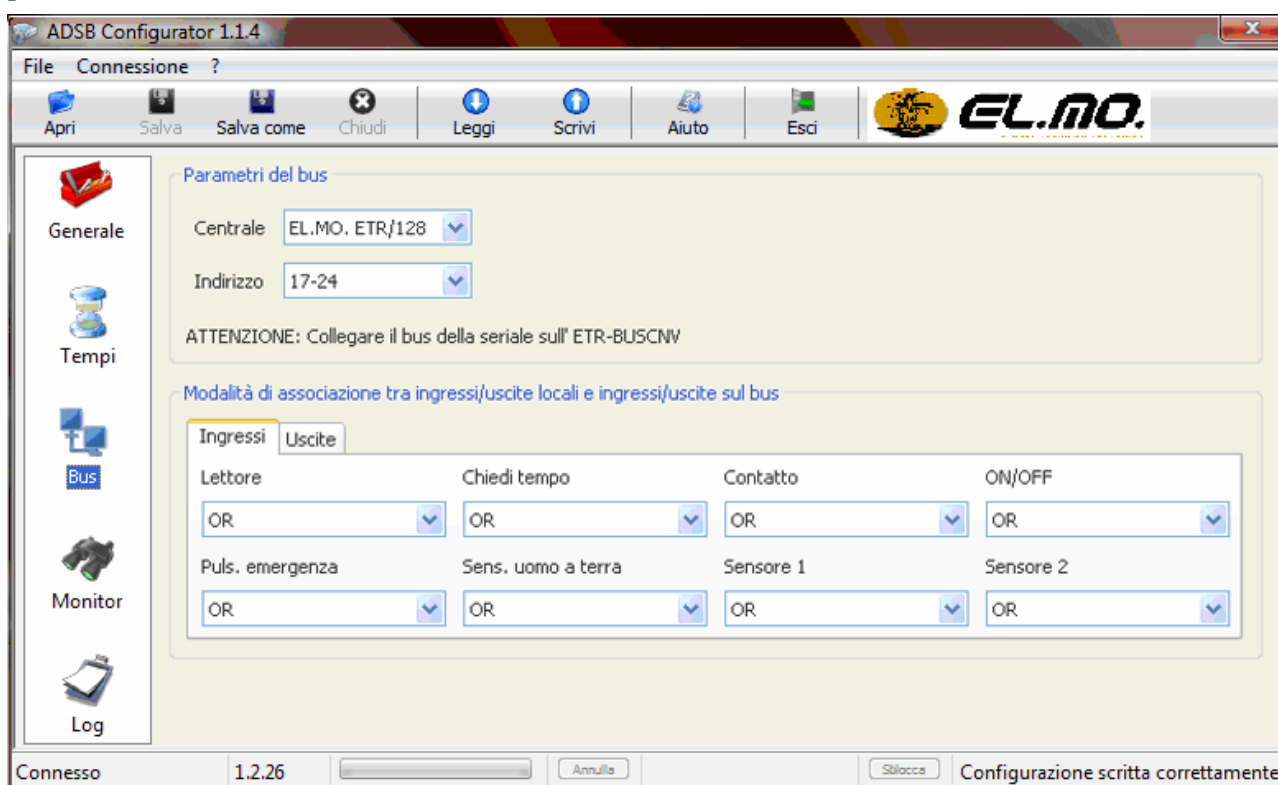 ADSB Configurator 1.1.4
File Connessione ?
Apri Salva Salva come Chiudi Leggi Scrivi Aiuto Esci EL.MO.
Generale
Tempi
Bus
Monitor
Log
Parametri del bus
Centrale EL.MO. ETR/128
Indirizzo 17-24
ATTENZIONE: Collegare il bus della seriale sull' ETR-BUSCNV
Modalità di associazione tra ingressi/uscite locali e ingressi/uscite sul bus
Ingressi Uscite
Lettore Chiedi tempo Contatto ON/OFF
OR OR OR OR
Puls. emergenza Sens. uomo a terra Sensore 1 Sensore 2
OR OR OR OR
Connesso 1.2.26 Annulla Sblocca Configurazione scritta correttamente